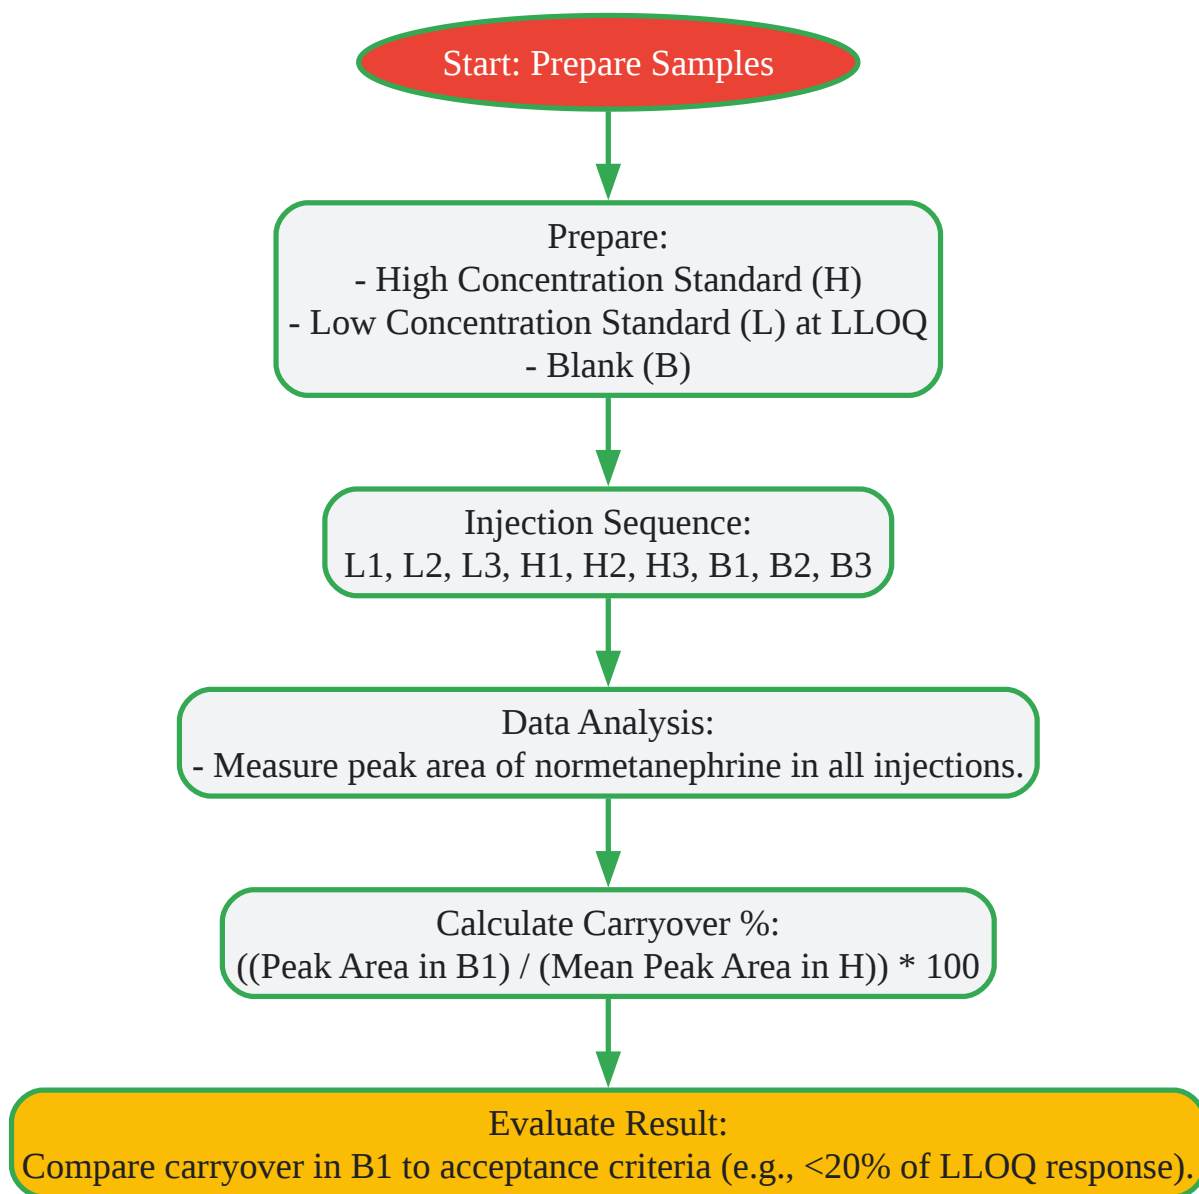 Start: Prepare Samples
Prepare:
- High Concentration Standard (H)
- Low Concentration Standard (L) at LLOQ
- Blank (B)
Injection Sequence:
L1, L2, L3, H1, H2, H3, B1, B2, B3
Data Analysis:
- Measure peak area of normetanephrine in all injections.
Calculate Carryover %:
((Peak Area in B1) / (Mean Peak Area in H)) * 100
Evaluate Result:
Compare carryover in B1 to acceptance criteria (e.g., <20% of LLOQ response).